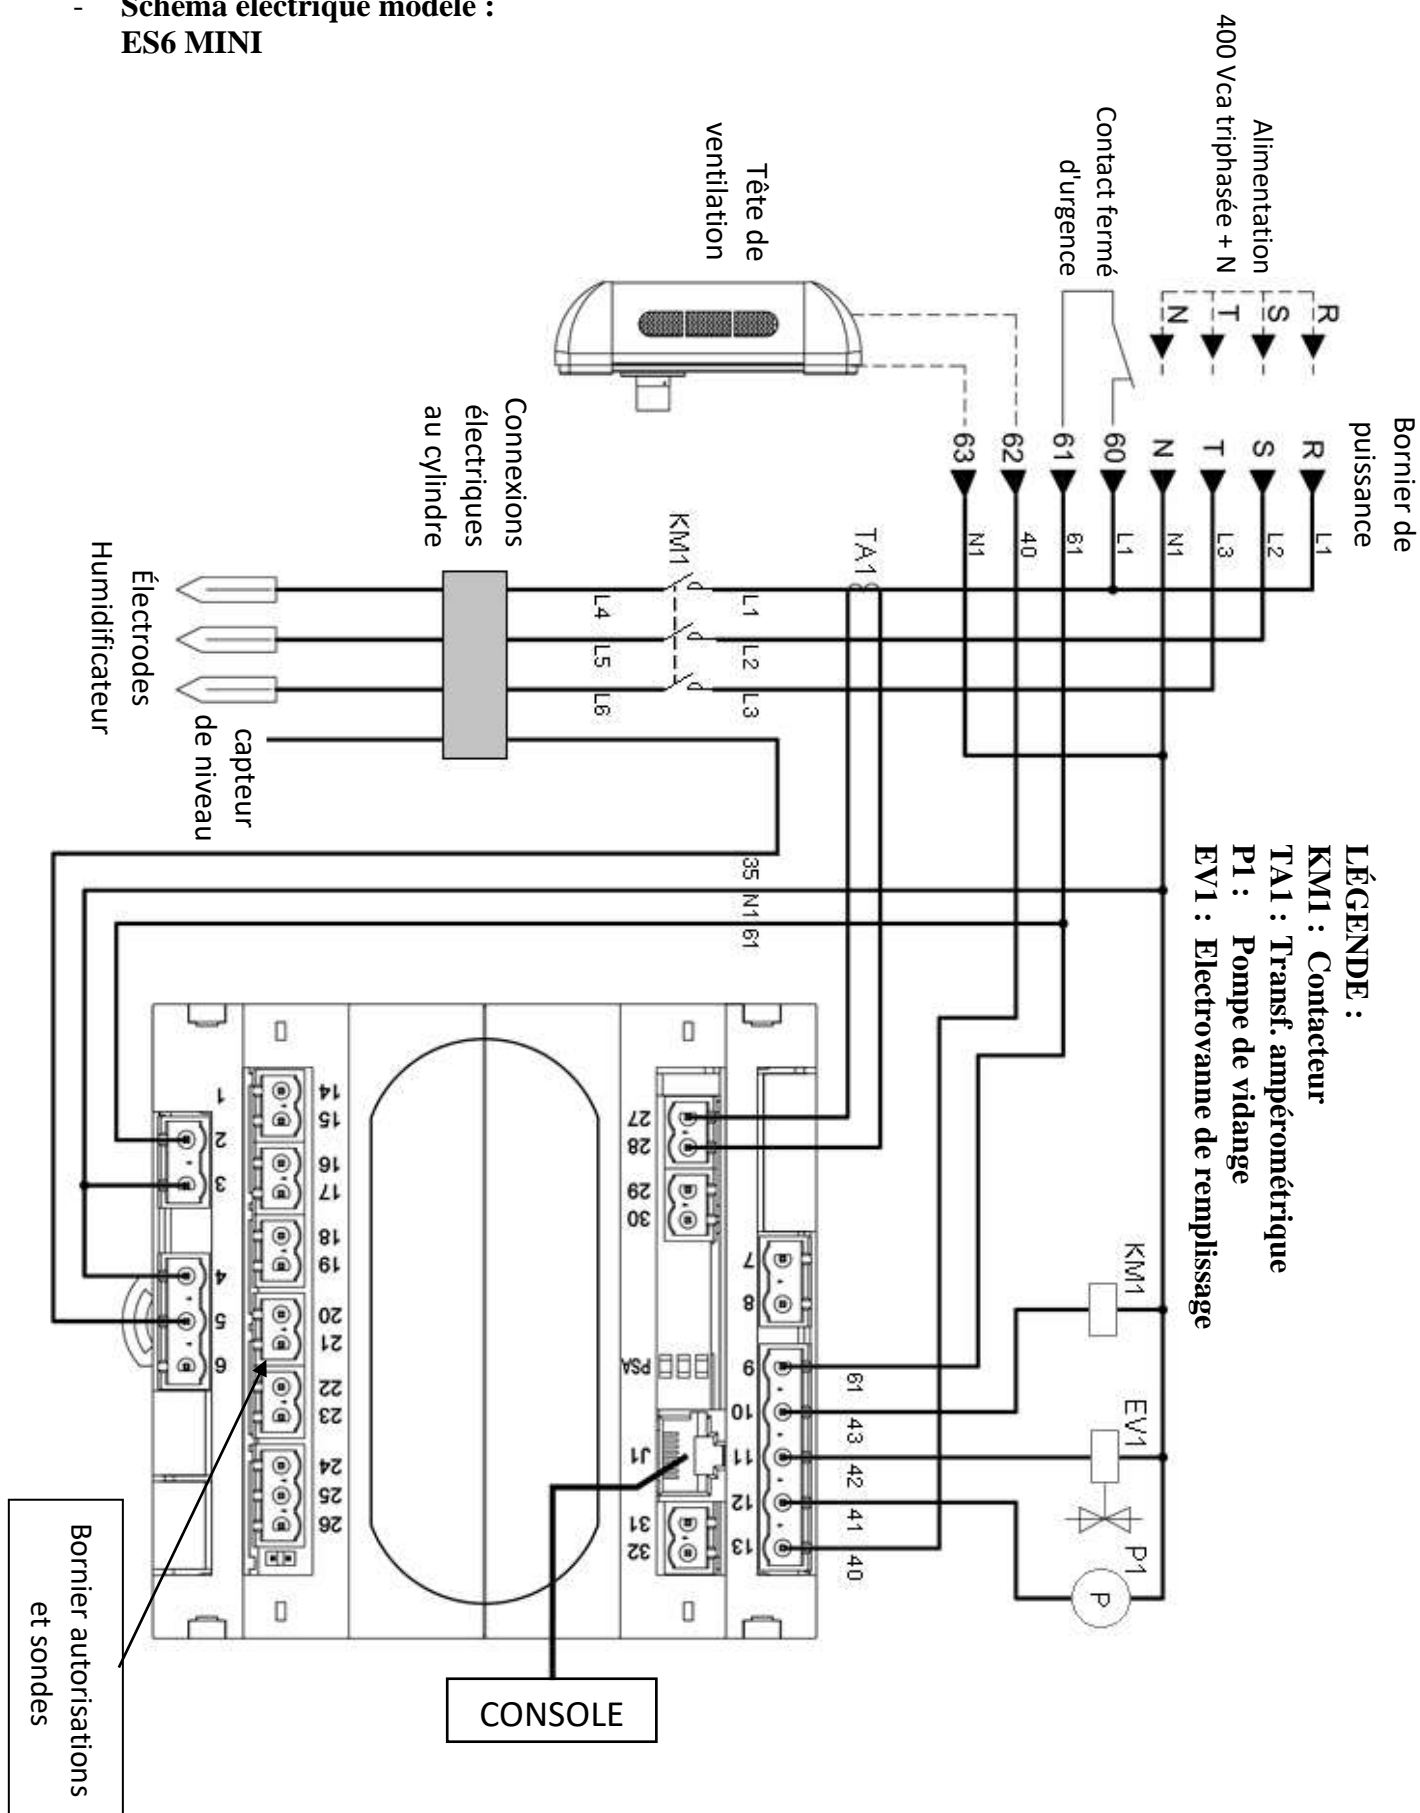 - Schéma électrique modèle :
ES6 MINI
Alimentation
400 Vca triphasée + N
Contact fermé
d'urgence
Tête de
ventilation
R
S
T
N
Bornier de
puissance
R
S
T
N
60
61
62
63
L1
L2
L3
N1
L1
61
40
N1
TA1
KM1
L1
L2
L3
L4
L5
L6
Connexions
électriques
au cylindre
Électrodes
Humidificateur
capteur
de niveau
35
N1
61
LÉGENDE :
KM1 : Contacteur
TA1 : Transf. ampérométrique
P1 : Pompe de vidange
EV1 : Electrovanne de remplissage
KM1
EV1
P1
P
61
43
42
41
40
1
2
3
4
5
6
14
15
16
17
18
19
20
21
22
23
24
25
26
27
28
29
30
PSA
J1
31
32
7
8
9
10
11
12
13
CONSOLE
Bornier autorisations
et sondes